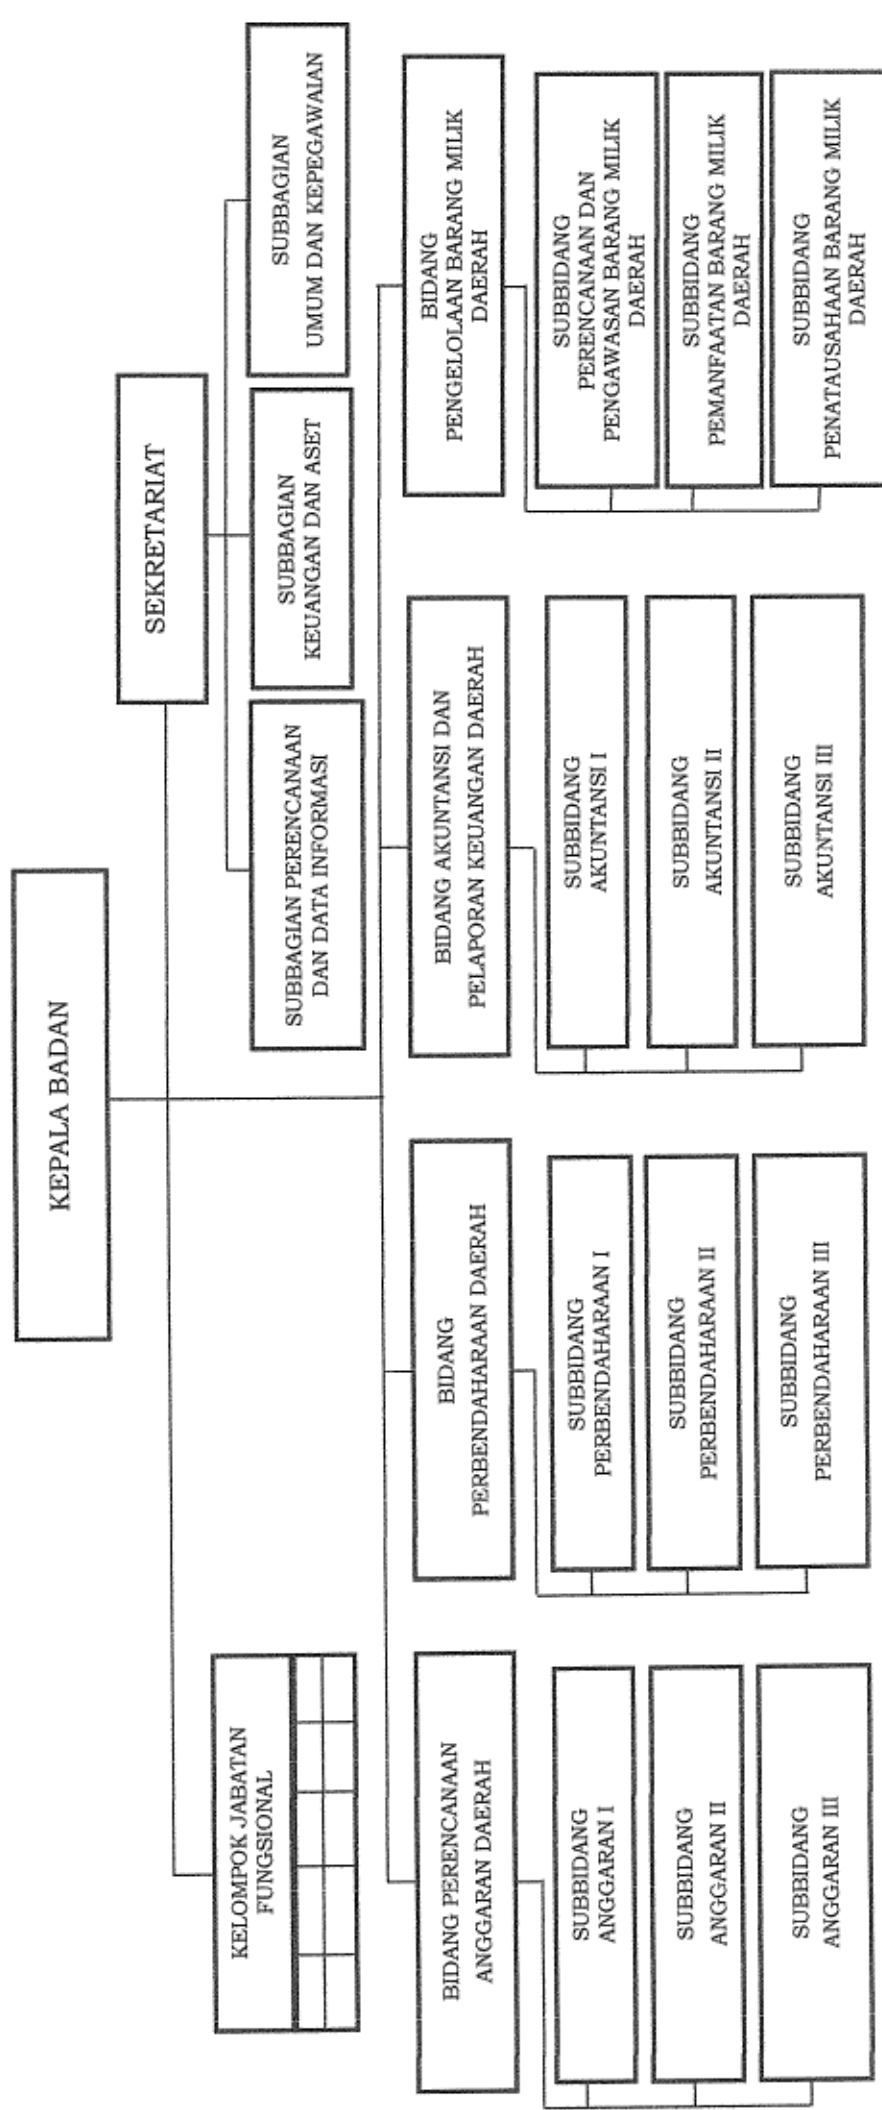 KEPALA BADAN
SEKRETARIAT
KELOMPOK JABATAN
FUNGSIONAL
SUBBAGIAN PERENCANAAN
DAN DATA INFORMASI
SUBBAGIAN
KEUANGAN DAN ASET
SUBBAGIAN
UMUM DAN KEPEGAWAIAN
BIDANG PERENCANAAN
ANGGARAN DAERAH
SUBBIDANG
ANGGARAN I
SUBBIDANG
ANGGARAN II
SUBBIDANG
ANGGARAN III
BIDANG
PERBENDAHARAAN DAERAH
SUBBIDANG
PERBENDAHARAAN I
SUBBIDANG
PERBENDAHARAAN II
SUBBIDANG
PERBENDAHARAAN III
BIDANG AKUNTANSI DAN
PELAPORAN KEUANGAN DAERAH
SUBBIDANG
AKUNTANSI I
SUBBIDANG
AKUNTANSI II
SUBBIDANG
AKUNTANSI III
BIDANG
PENGELOLAAN BARANG MILIK
DAERAH
SUBBIDANG
PERENCANAAN DAN
PENGAWASAN BARANG MILIK
DAERAH
SUBBIDANG
PEMANFAATAN BARANG MILIK
DAERAH
SUBBIDANG
PENATAUSAHAAN BARANG MILIK
DAERAH